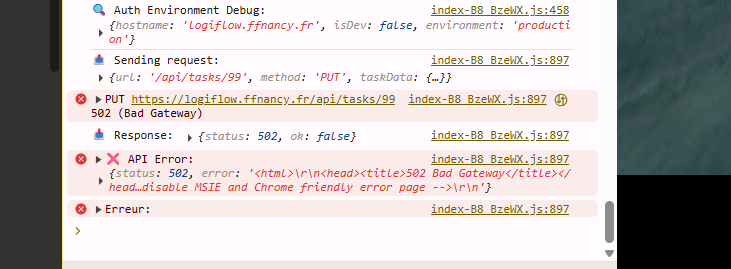 Auth Environment Debug: index-B8_BzeWX.js:458
{hostname: 'logiflow.ffnancy.fr', isDev: false, environment: 'producti
on'}
Sending request: index-B8_BzeWX.js:897
{url: '/api/tasks/99', method: 'PUT', taskData: {…}}
PUT https://logiflow.ffnancy.fr/api/tasks/99 index-B8_BzeWX.js:897
502 (Bad Gateway)
Response: {status: 502, ok: false} index-B8_BzeWX.js:897
API Error: index-B8_BzeWX.js:897
{status: 502, error: '<html>\r\n<head><title>502 Bad Gateway</title></
head…disable MSIE and Chrome friendly error page -->\r\n'}
Erreur: index-B8_BzeWX.js:897